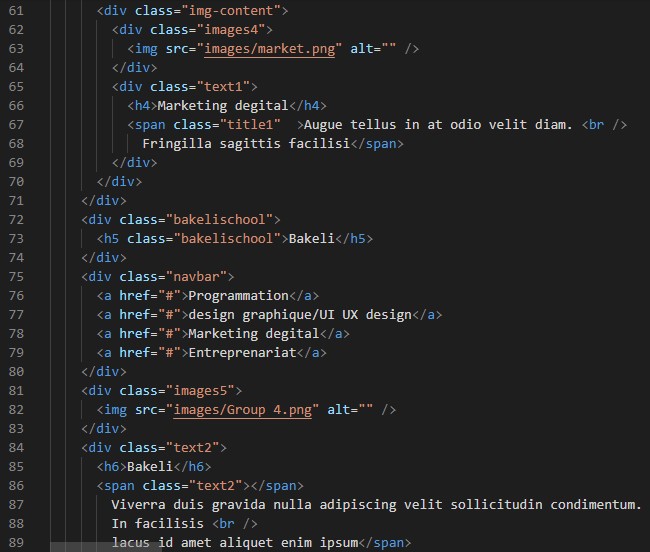 61 <div class="img-content">
62 <div class="images4">
63 <img src="images/market.png" alt="" />
64 </div>
65 <div class="text1">
66 <h4>Marketing degital</h4>
67 <span class="title1"  >Augue tellus in at odio velit diam. <br />
68 Fringilla sagittis facilisi</span>
69 </div>
70 </div>
71 </div>
72 <div class="bakelischool">
73 <h5 class="bakelischool">Bakeli</h5>
74 </div>
75 <div class="navbar">
76 <a href="#">Programmation</a>
77 <a href="#">design graphique/UI UX design</a>
78 <a href="#">Marketing degital</a>
79 <a href="#">Entreprenariat</a>
80 </div>
81 <div class="images5">
82 <img src="images/Group 4.png" alt="" />
83 </div>
84 <div class="text2">
85 <h6>Bakeli</h6>
86 <span class="text2"></span>
87 Viverra duis gravida nulla adipiscing velit sollicitudin condimentum.
88 In facilisis <br />
89 lacus id amet aliquet enim ipsum</span>